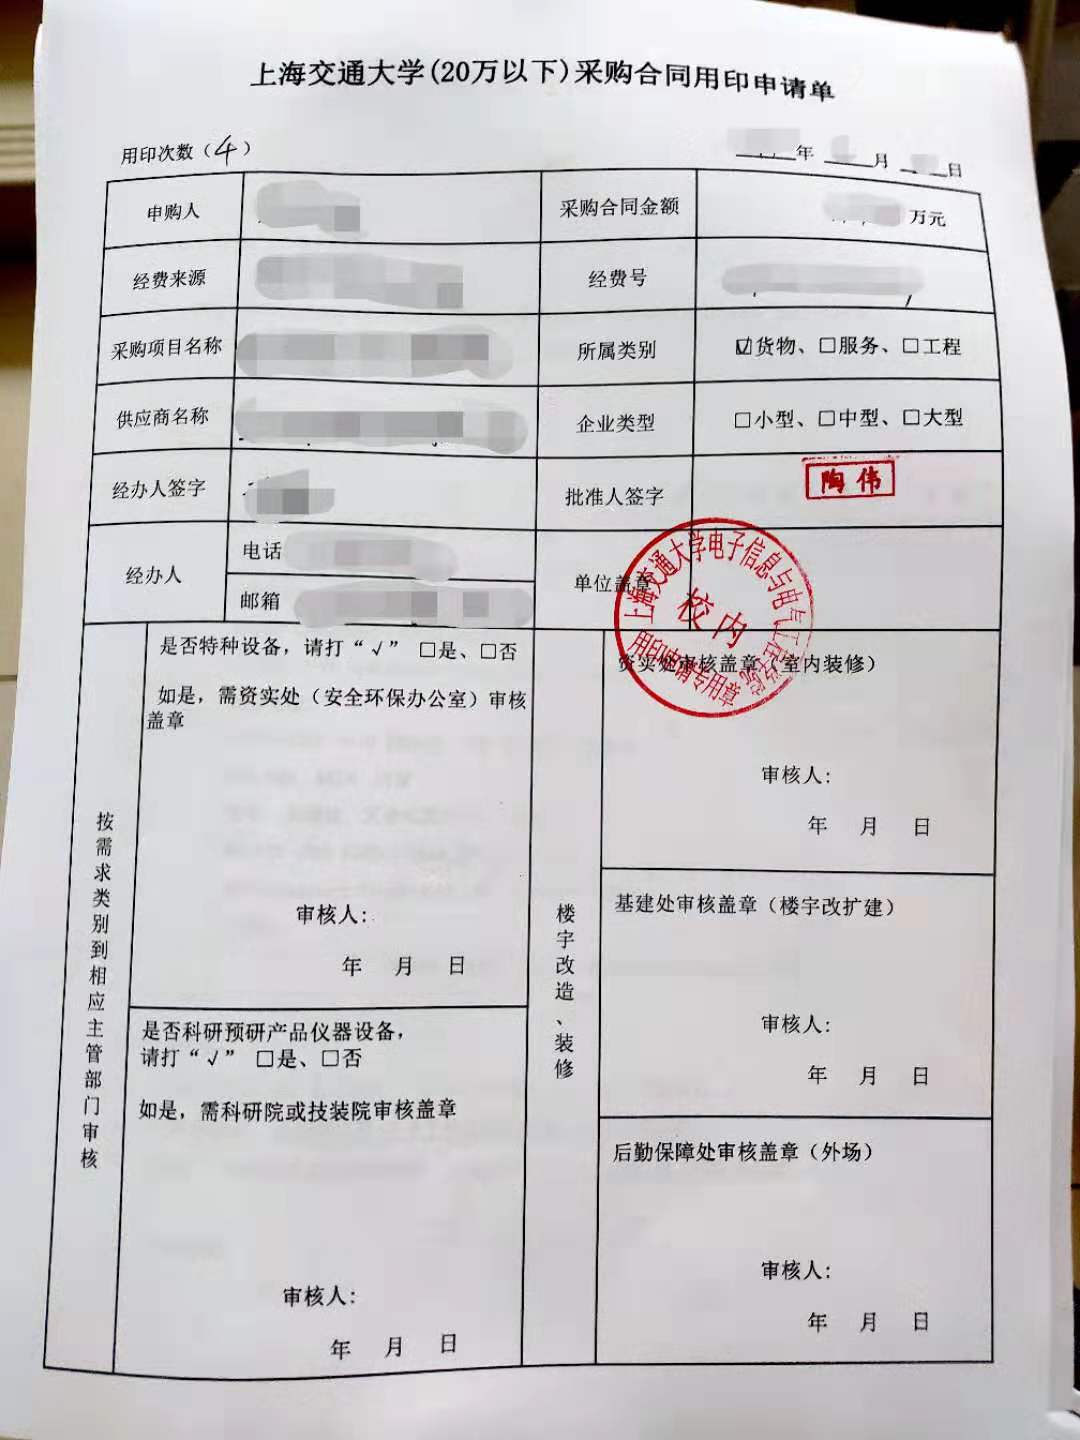 上海交通大学(20万以下)采购合同用印申请单
用印次数(4)
年 月 日
申购人
采购合同金额
万元
经费来源
经费号
采购项目名称
所属类别
☑货物、□服务、□工程
供应商名称
企业类型
□小型、□中型、□大型
经办人签字
批准人签字
陶伟
经办人
电话
邮箱
单位盖章
上海交通大学电子信息与电气工程学院
校内
用印申请专用章
按需求类别到相应主管部门审核
是否特种设备，请打“√” □是、□否
如是，需资实处（安全环保办公室）审核
盖章
审核人:
年 月 日
是否科研预研产品仪器设备，
请打“√” □是、□否
如是，需科研院或技装院审核盖章
审核人:
年 月 日
楼宇改造、装修
资实处审核盖章（室内装修）
审核人:
年 月 日
基建处审核盖章（楼宇改扩建）
审核人:
年 月 日
后勤保障处审核盖章（外场）
审核人:
年 月 日